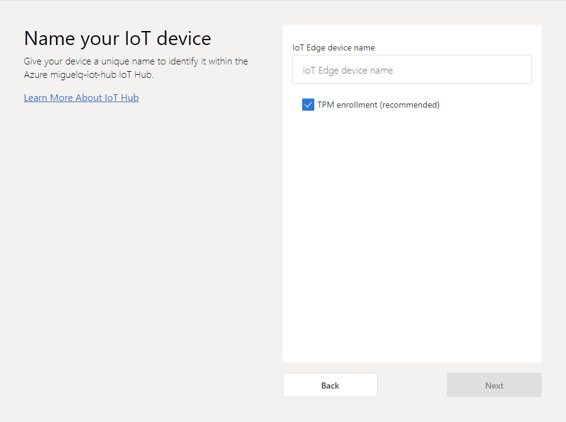 Name your IoT device
Give your device a unique name to identify it within the
Azure miguelq-iot-hub IoT Hub.
Learn More About IoT Hub
IoT Edge device name
IoT Edge device name
TPM enrollment (recommended)
Back
Next